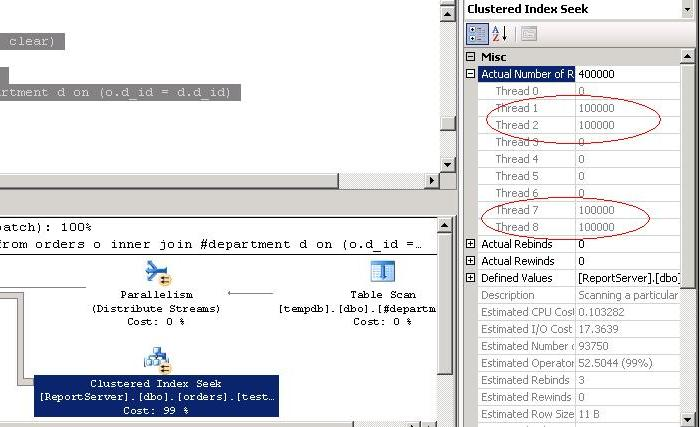 clear)
artment d on (o.d_id = d.d_id)
patch): 100%
from orders o inner join #department d on (o.d_id =…
Parallelism
(Distribute Streams)
Cost: 0 %
Table Scan
[tempdb].[dbo].[#departm
Cost: 0 %
Clustered Index Seek
[ReportServer].[dbo].[orders].[test…
Cost: 99 %
Clustered Index Seek
Misc
Actual Number of R 400000
Thread 0 0
Thread 1 100000
Thread 2 100000
Thread 3 0
Thread 4 0
Thread 5 0
Thread 6 0
Thread 7 100000
Thread 8 100000
Actual Rebinds 0
Actual Rewinds 0
Defined Values [ReportServer].[dbo]
Description Scanning a particular
Estimated CPU Cost 0.103282
Estimated I/O Cost 17.3639
Estimated Number o 93750
Estimated Operator 52.5044 (99%)
Estimated Rebinds 3
Estimated Rewinds 0
Estimated Row Size 11 B